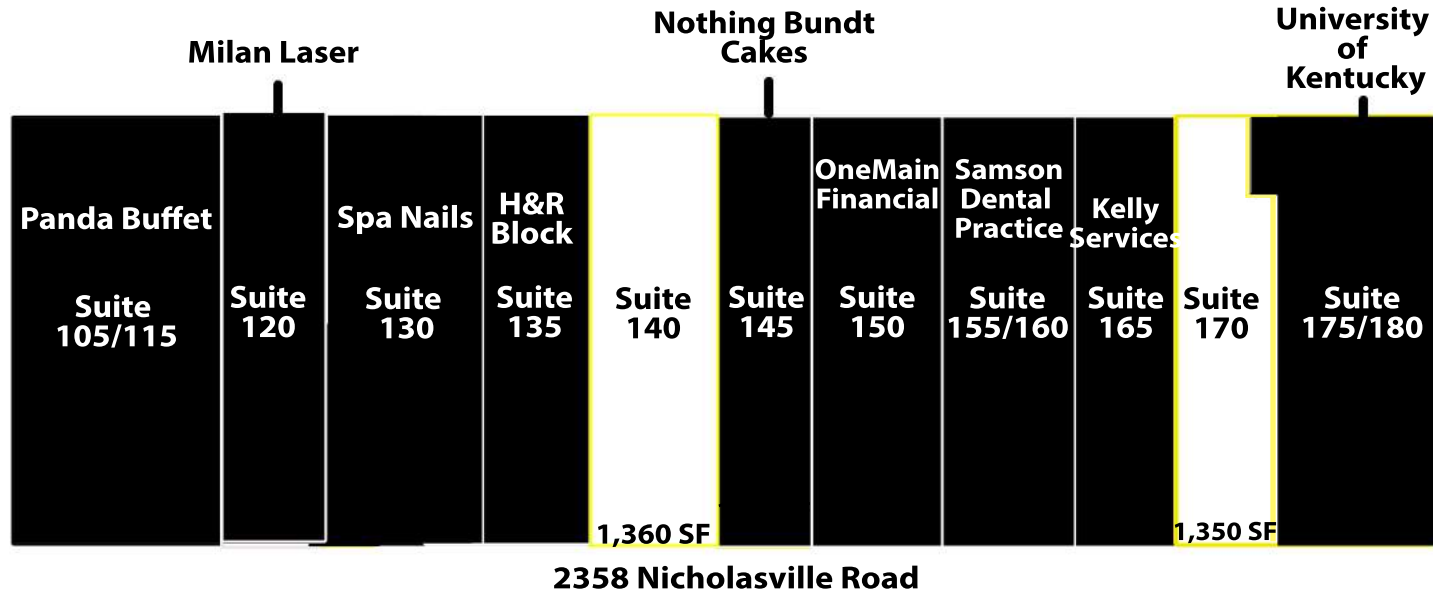 Milan Laser
Nothing Bundt
Cakes
University
of
Kentucky
Panda Buffet
Suite
105/115
Suite
120
Spa Nails
Suite
130
H&R
Block
Suite
135
Suite
140
1,360 SF
Suite
145
OneMain
Financial
Suite
150
Samson
Dental
Practice
Suite
155/160
Kelly
Services
Suite
165
Suite
170
1,350 SF
Suite
175/180
2358 Nicholasville Road